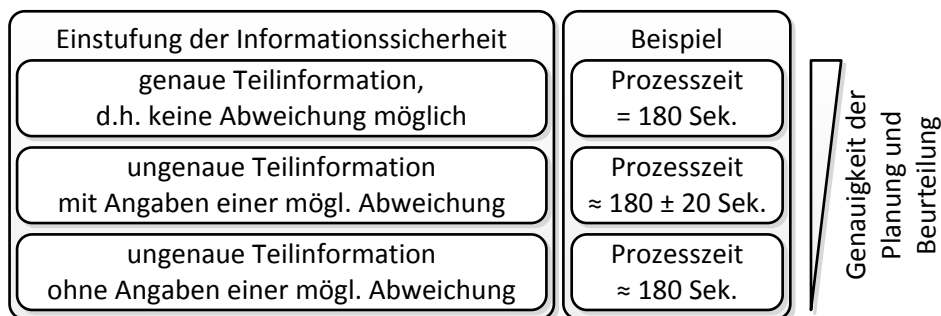 Einstufung der Informationssicherheit
genaue Teilinformation,
d.h. keine Abweichung möglich
ungenaue Teilinformation
mit Angaben einer mögl. Abweichung
ungenaue Teilinformation
ohne Angaben einer mögl. Abweichung
Beispiel
Prozesszeit
= 180 Sek.
Prozesszeit
≈ 180 ± 20 Sek.
Prozesszeit
≈ 180 Sek.
Genauigkeit der
Planung und
Beurteilung